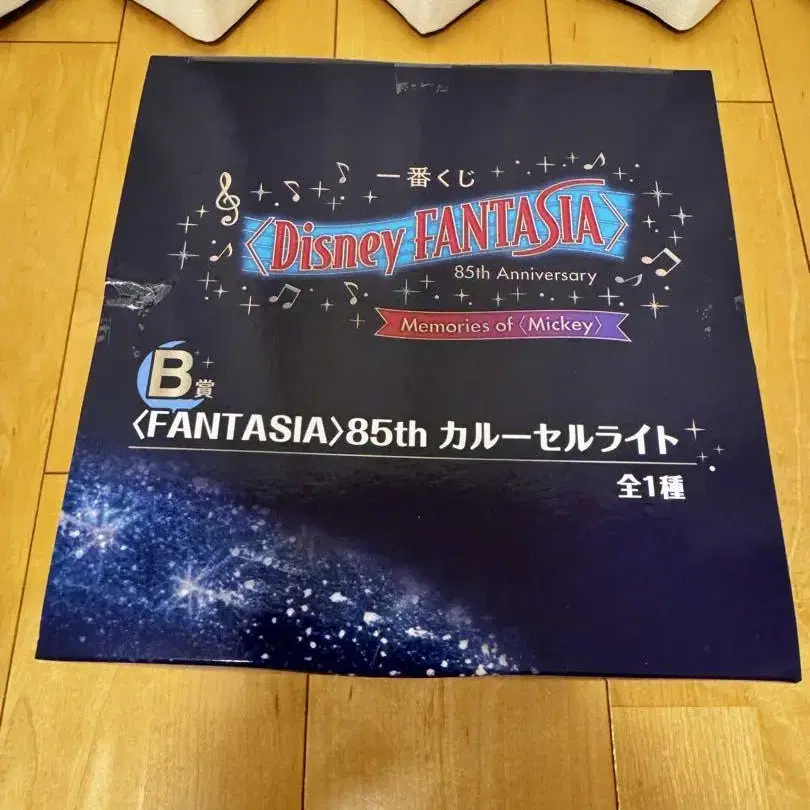 一番くじ
〈Disney FANTASIA〉
85th Anniversary
Memories of〈Mickey〉
B賞
〈FANTASIA〉85th カルーセルライト
全1種